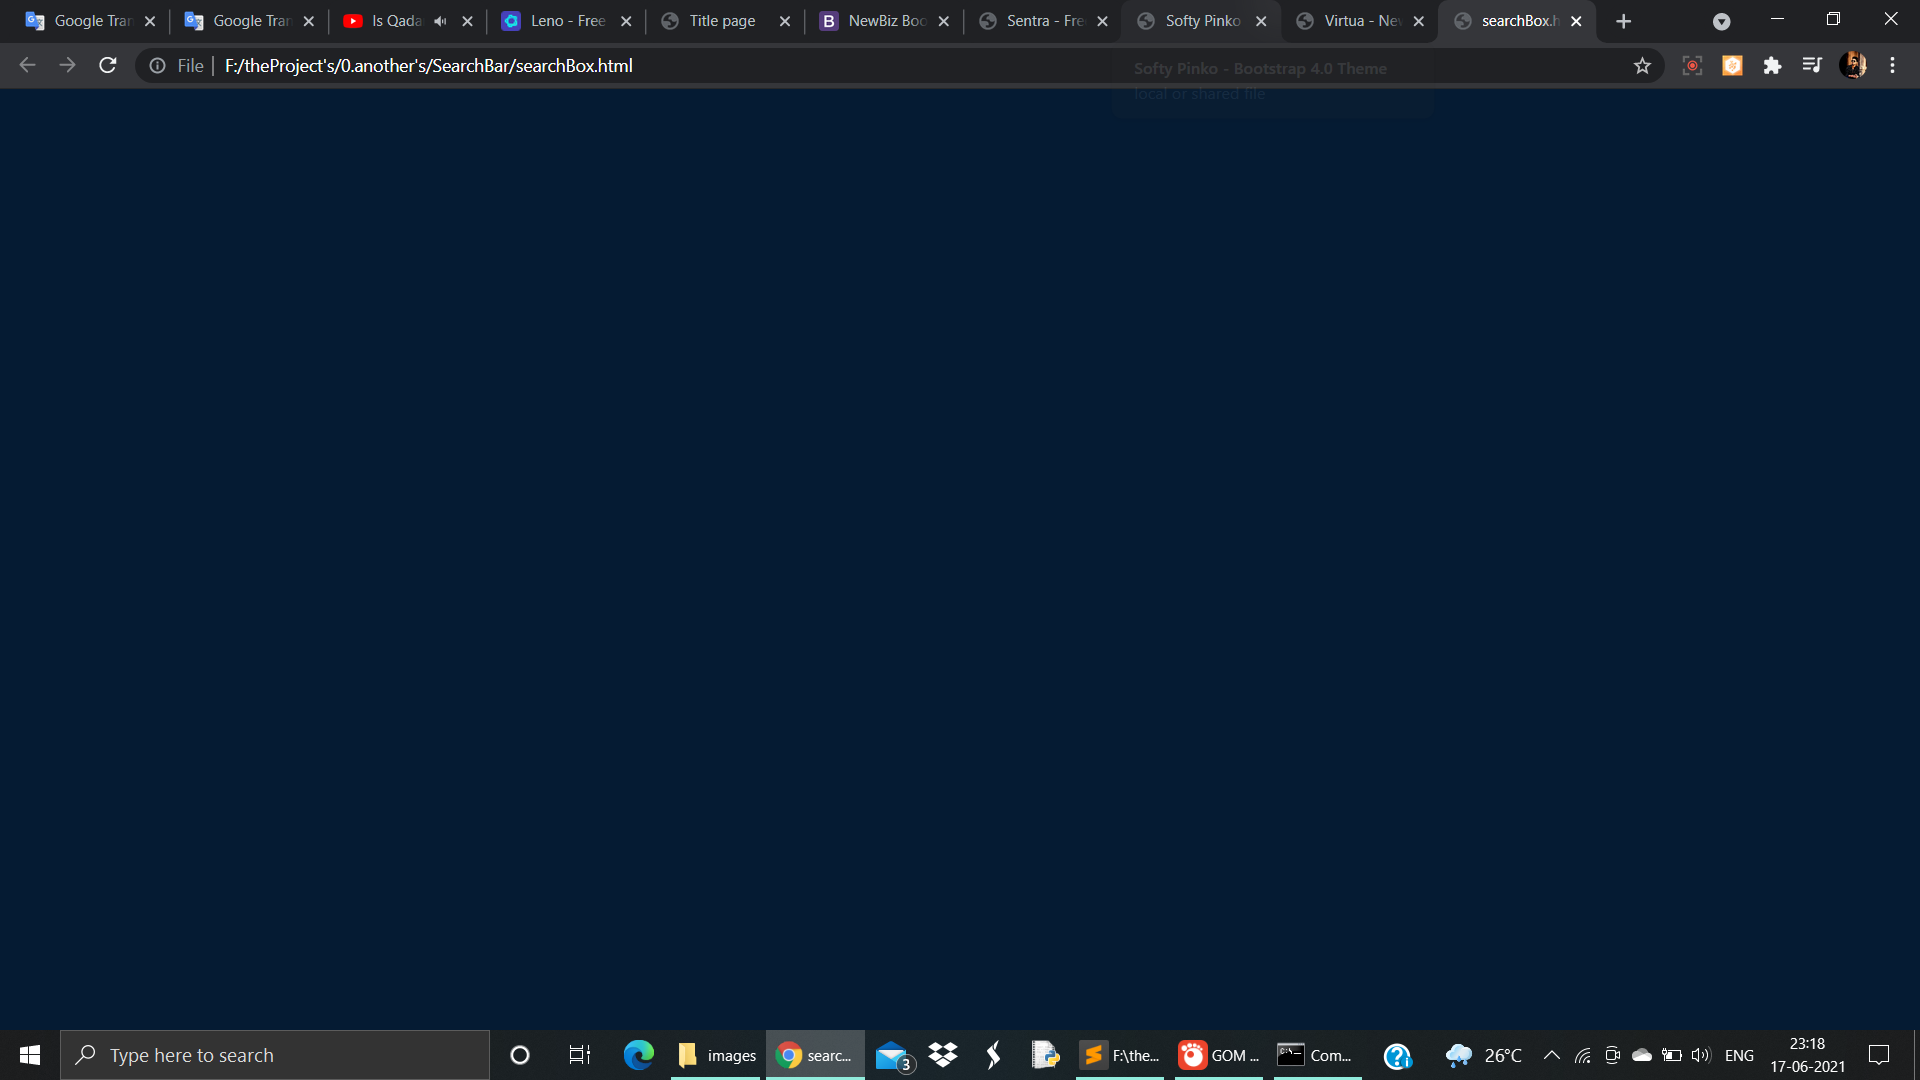 Google Tran
Google Tran
Is Qada
Leno - Free
Title page
NewBiz Boo
Sentra - Fre
Softy Pinko
Virtua - Nev
searchBox.h
File
F:/theProject's/0.another's/SearchBar/searchBox.html
Softy Pinko - Bootstrap 4.0 Theme
local or shared file
Type here to search
images
searc...
3
F:\the...
GOM ...
Com...
26°C
ENG
23:18
17-06-2021